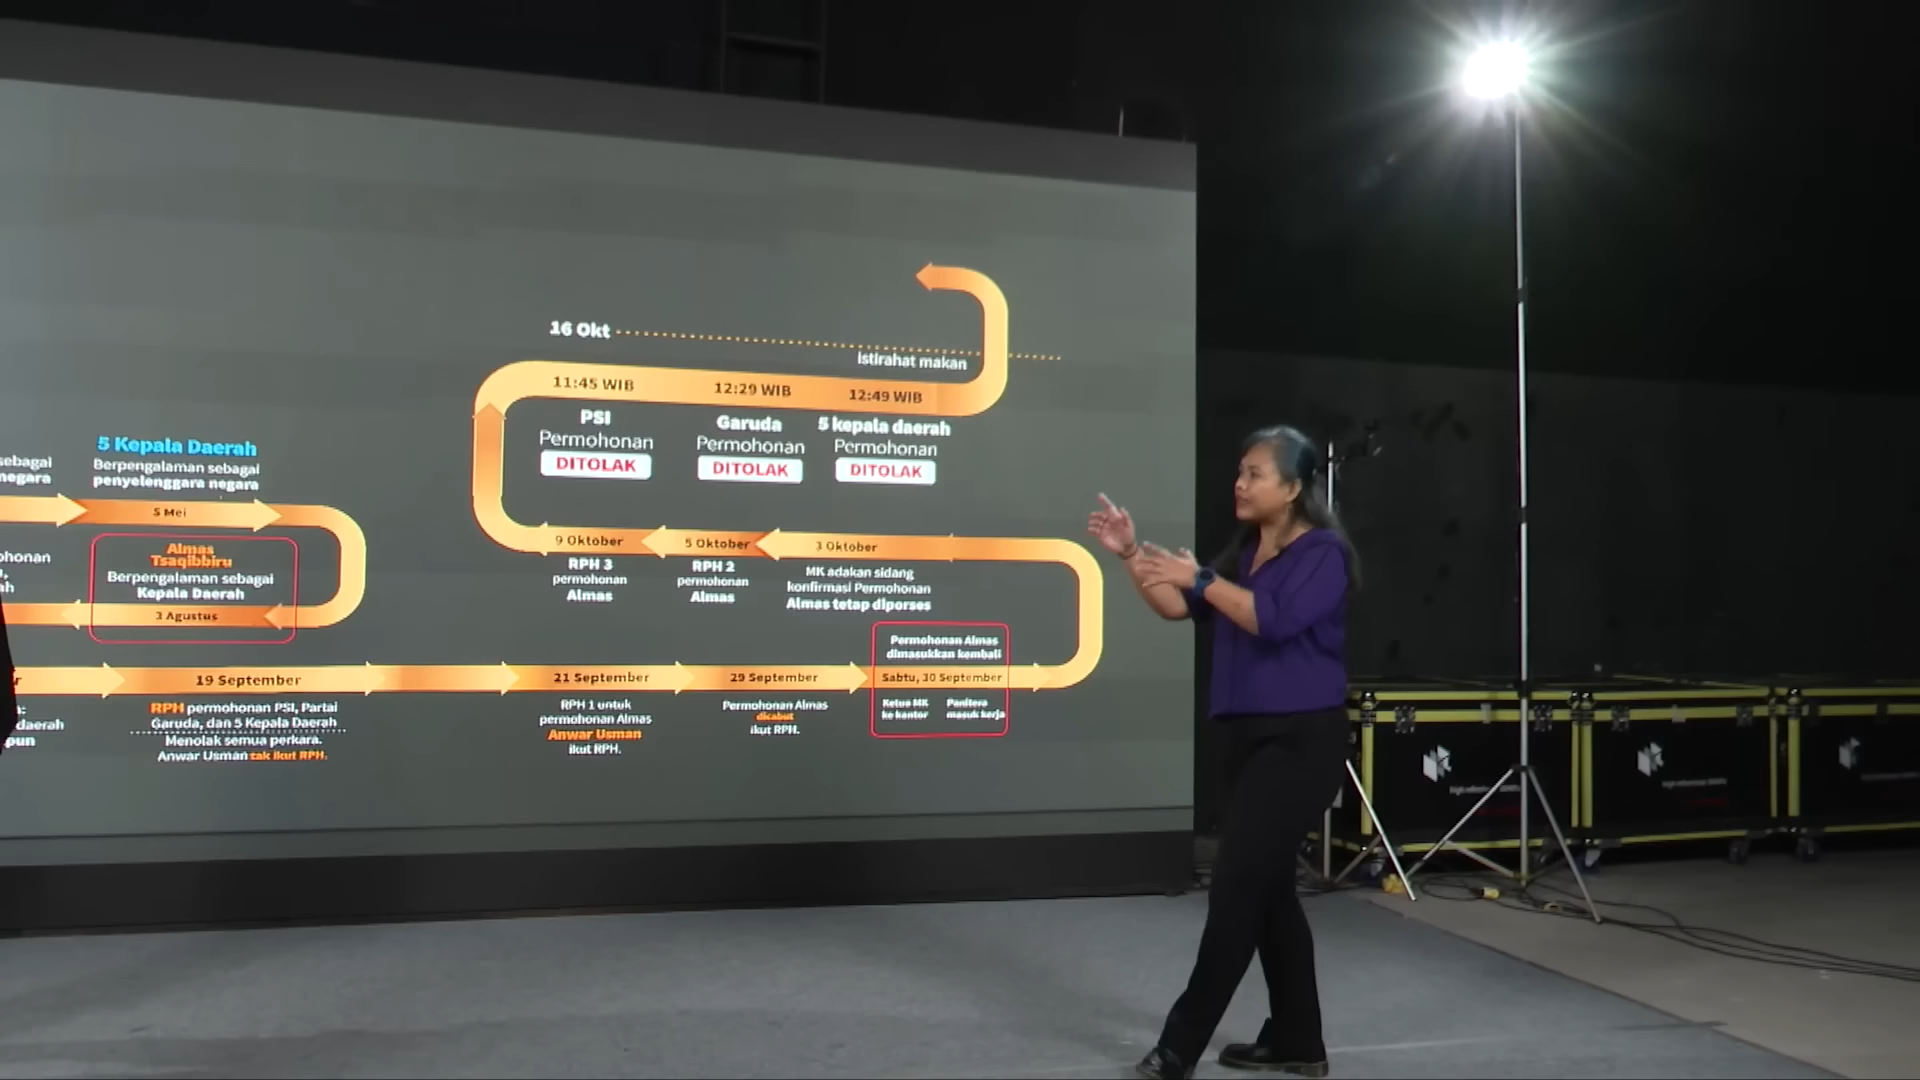 16 Okt
istirahat makan
11:45 WIB
12:29 WIB
12:49 WIB
PSI
Permohonan
DITOLAK
Garuda
Permohonan
DITOLAK
5 kepala daerah
Permohonan
DITOLAK
sebagai
negara
5 Kepala Daerah
Berpengalaman sebagai
penyelenggara negara
5 Mei
Almas
Tsaqibbiru
Berpengalaman sebagai
Kepala Daerah
3 Agustus
9 Oktober
5 Oktober
3 Oktober
RPH 3
permohonan
Almas
RPH 2
permohonan
Almas
MK adakan sidang
konfirmasi Permohonan
Almas tetap diporses
Permohonan Almas
dimasukkan kembali
19 September
21 September
29 September
Sabtu, 30 September
daerah
pun
RPH permohonan PSI, Partai
Garuda, dan 5 Kepala Daerah
Menolak semua perkara.
Anwar Usman tak ikut RPH.
RPH 1 untuk
permohonan Almas
Anwar Usman
ikut RPH.
Permohonan Almas
dicabut
ikut RPH.
Ketua MK
ke kantor
Panitera
masuk kerja